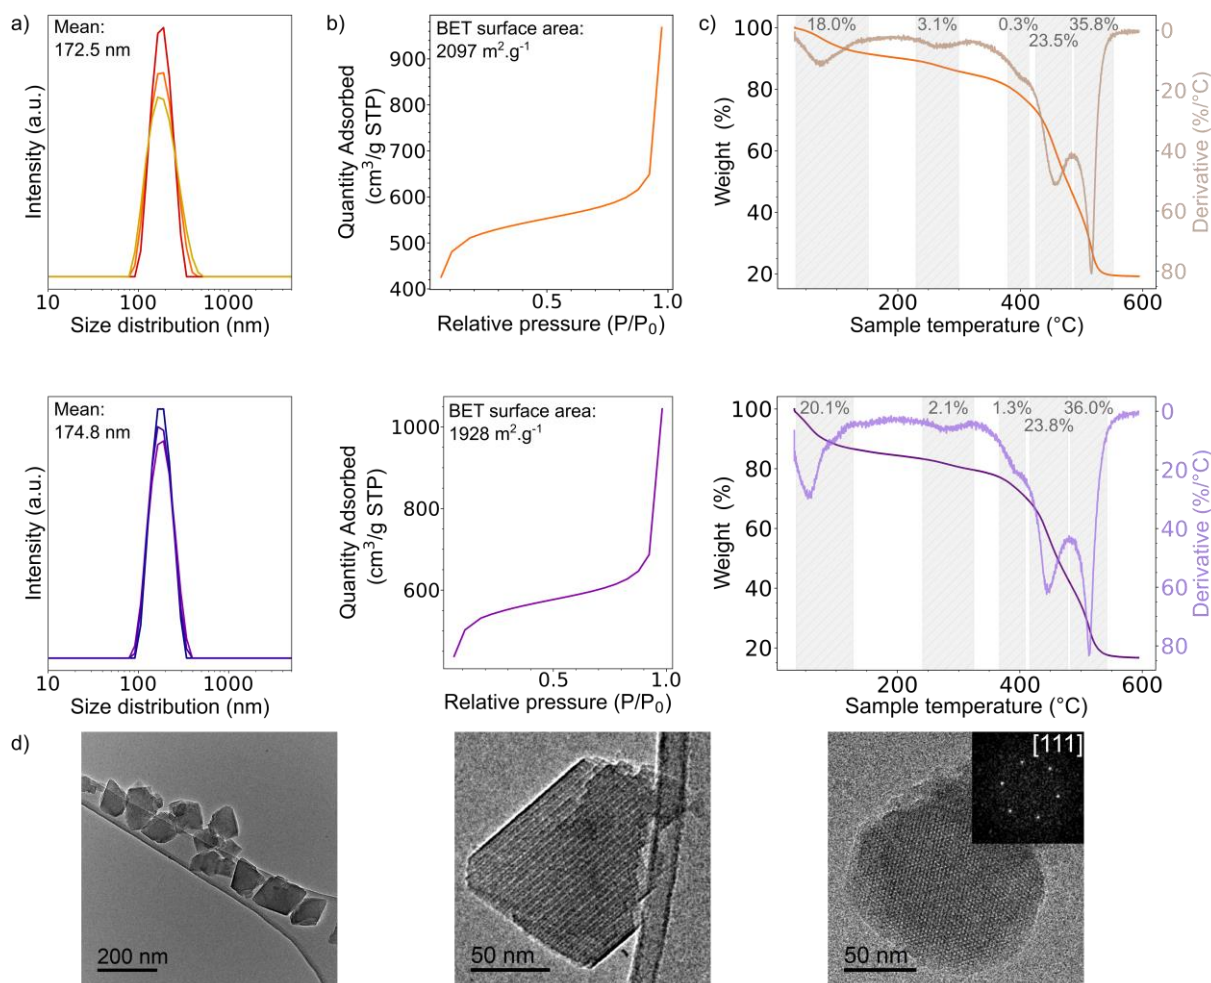 a)
Mean:
172.5 nm
Intensity (a.u.)
10
100
1000
Size distribution (nm)
b)
BET surface area:
2097 m².g⁻¹
Quantity Adsorbed
(cm³/g STP)
900
800
700
600
500
400
0.5
1.0
Relative pressure (P/P₀)
c)
18.0%
3.1%
0.3%
23.5%
35.8%
Weight (%)
100
80
60
40
20
Derivative (%/°C)
0
20
40
60
80
200
400
600
Sample temperature (°C)
Mean:
174.8 nm
Intensity (a.u.)
10
100
1000
Size distribution (nm)
BET surface area:
1928 m².g⁻¹
Quantity Adsorbed
(cm³/g STP)
1000
800
600
0.5
1.0
Relative pressure (P/P₀)
20.1%
2.1%
1.3%
23.8%
36.0%
Weight (%)
100
80
60
40
20
Derivative (%/°C)
0
20
40
60
80
200
400
600
Sample temperature (°C)
d)
200 nm
50 nm
[111]
50 nm